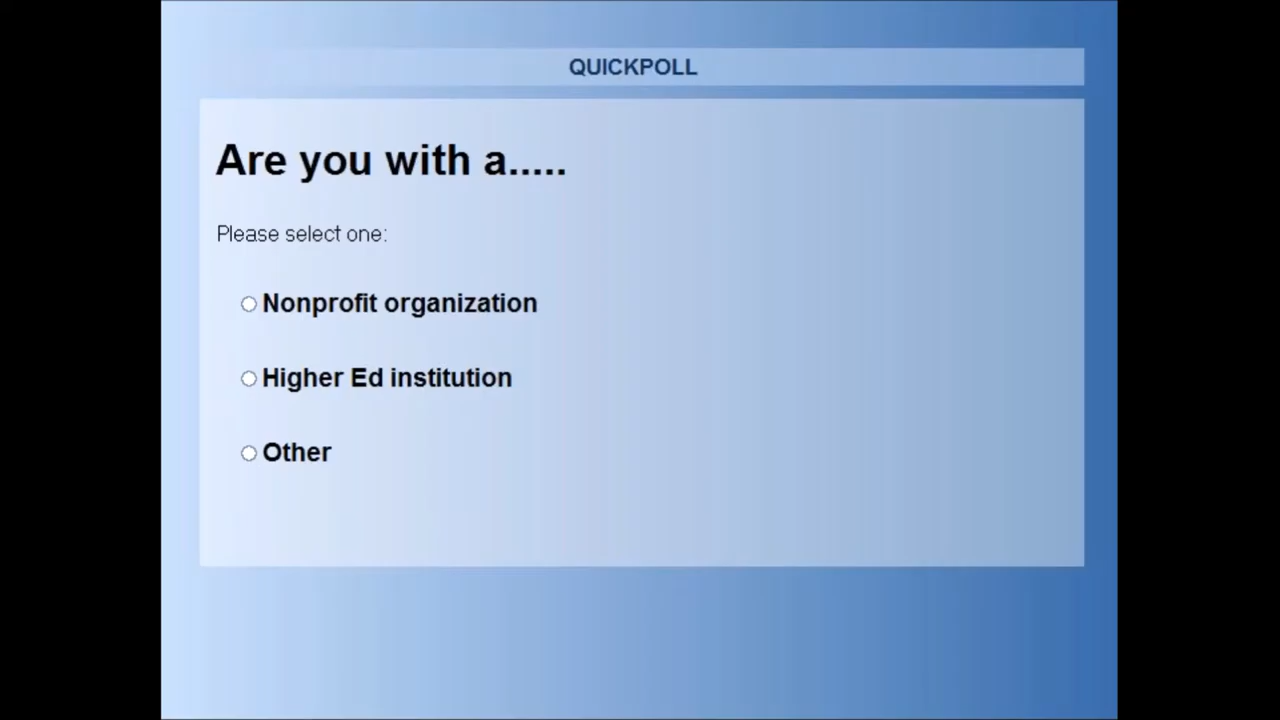 QUICKPOLL
Are you with a.....
Please select one:
Nonprofit organization
Higher Ed institution
Other